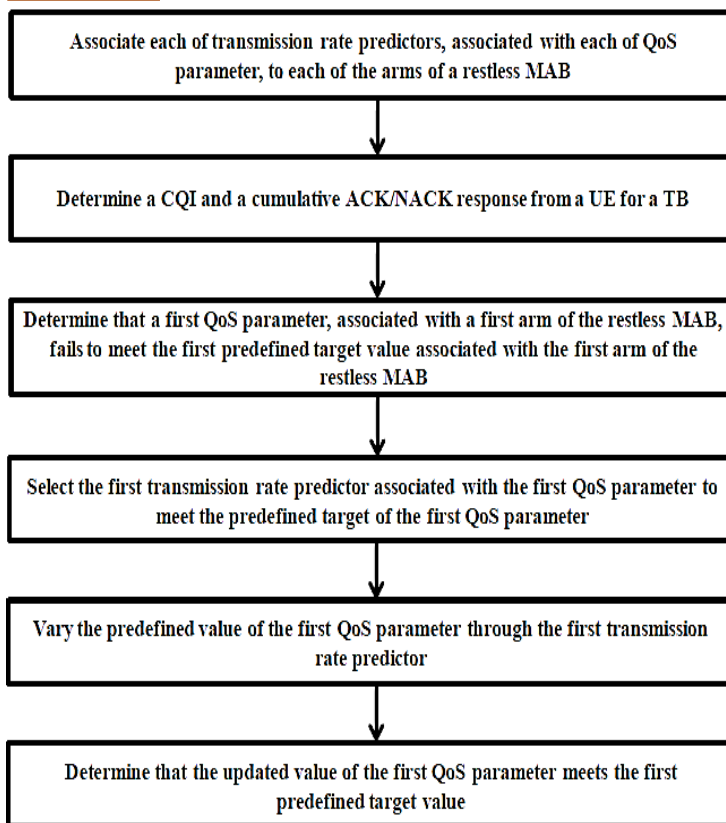 Associate each of transmission rate predictors, associated with each of QoS
parameter, to each of the arms of a restless MAB
Determine a CQI and a cumulative ACK/NACK response from a UE for a TB
Determine that a first QoS parameter, associated with a first arm of the restless MAB,
fails to meet the first predefined target value associated with the first arm of the
restless MAB
Select the first transmission rate predictor associated with the first QoS parameter to
meet the predefined target of the first QoS parameter
Vary the predefined value of the first QoS parameter through the first transmission
rate predictor
Determine that the updated value of the first QoS parameter meets the first
predefined target value